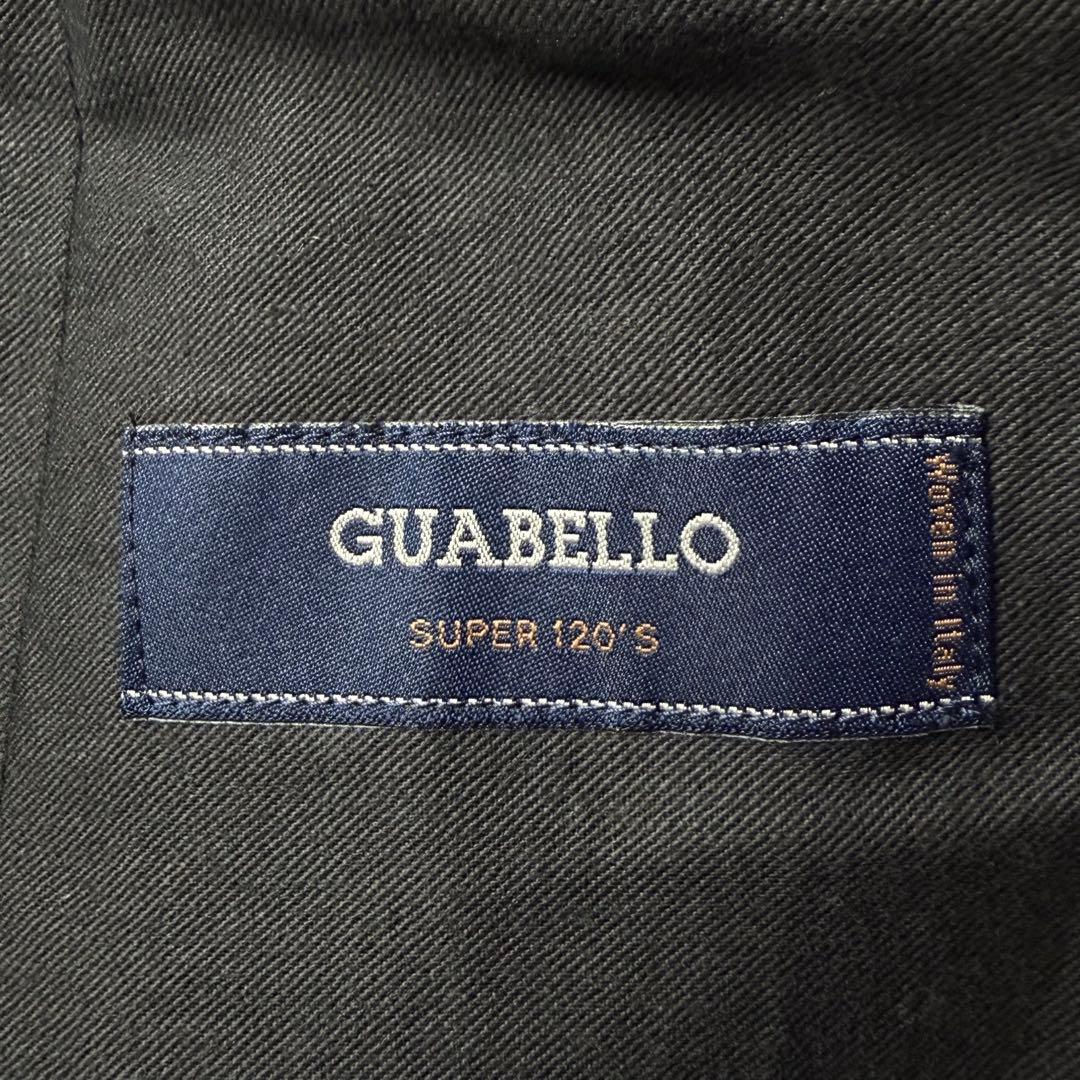 GUABELLO
SUPER 120'S
Woven in Italy